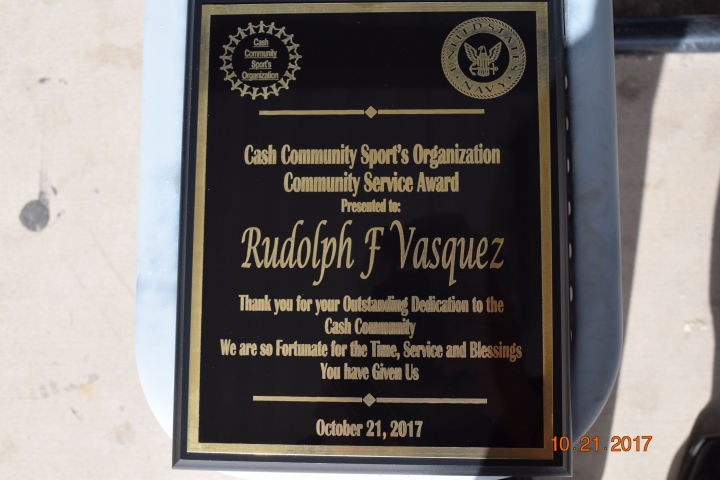 Cash
Community
Sport's
Organization
UNITED STATES
NAVY
Cash Community Sport's Organization
Community Service Award
Presented to:
Rudolph F Vasquez
Thank you for your Outstanding Dedication to the
Cash Community
We are so Fortunate for the Time, Service and Blessings
You have Given Us
October 21, 2017
10.21.2017